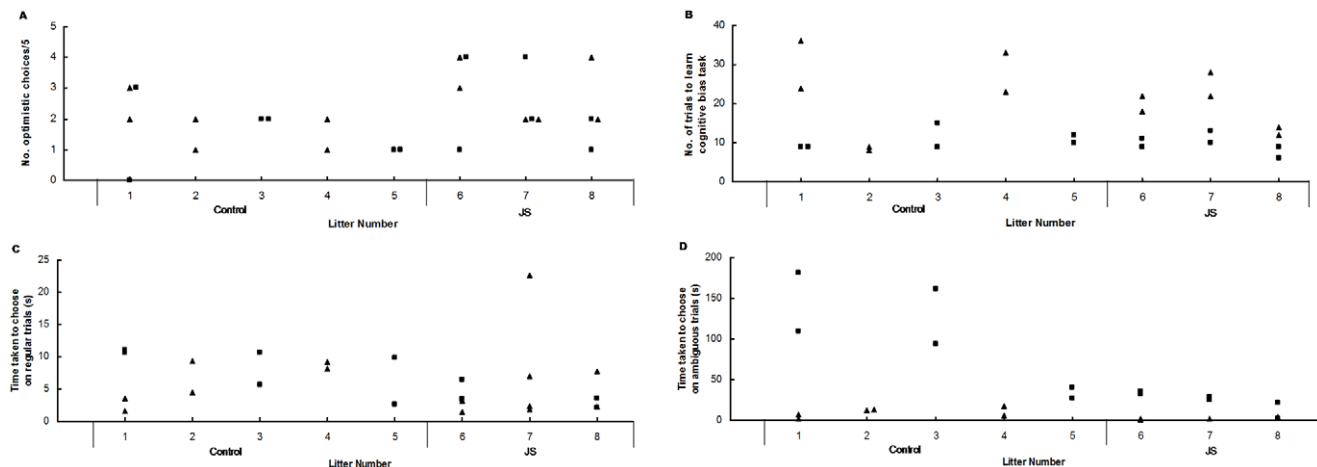 A
No. optimistic choices/5
5
4
3
2
1
0
1 2 3 4 5 6 7 8
Control JS
Litter Number
B
No. of trials to learn
cognitive bias task
40
30
20
10
0
1 2 3 4 5 6 7 8
Control JS
Litter Number
C
Time taken to choose
on regular trials (s)
25
20
15
10
5
0
1 2 3 4 5 6 7 8
Control JS
Litter Number
D
Time taken to choose
on ambiguous trials (s)
200
150
100
50
0
1 2 3 4 5 6 7 8
Control JS
Litter Number